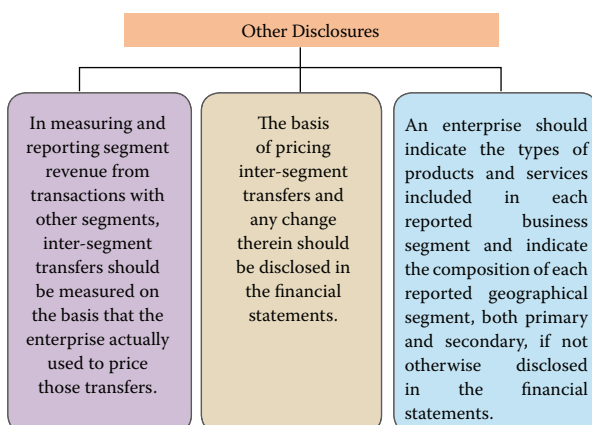 Other Disclosures
In measuring and
reporting segment
revenue from
transactions with
other segments,
inter-segment
transfers should
be measured on
the basis that the
enterprise actually
used to price
those transfers.
The basis
of pricing
inter-segment
transfers and
any change
therein should
be disclosed in
the financial
statements.
An enterprise should
indicate the types of
products and services
included in each
reported business
segment and indicate
the composition of each
reported geographical
segment, both primary
and secondary, if not
otherwise disclosed
in the financial
statements.